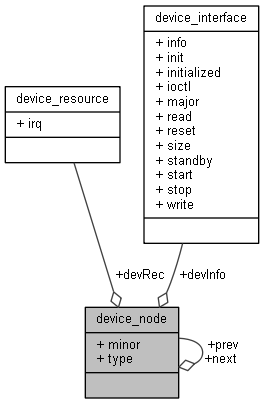 device_interface
+ info
+ init
+ initialized
+ ioctl
+ major
+ read
+ reset
+ size
+ standby
+ start
+ stop
+ write
device_resource
+ irq
+devRec
+devInfo
device_node
+ minor
+ type
+prev
+next